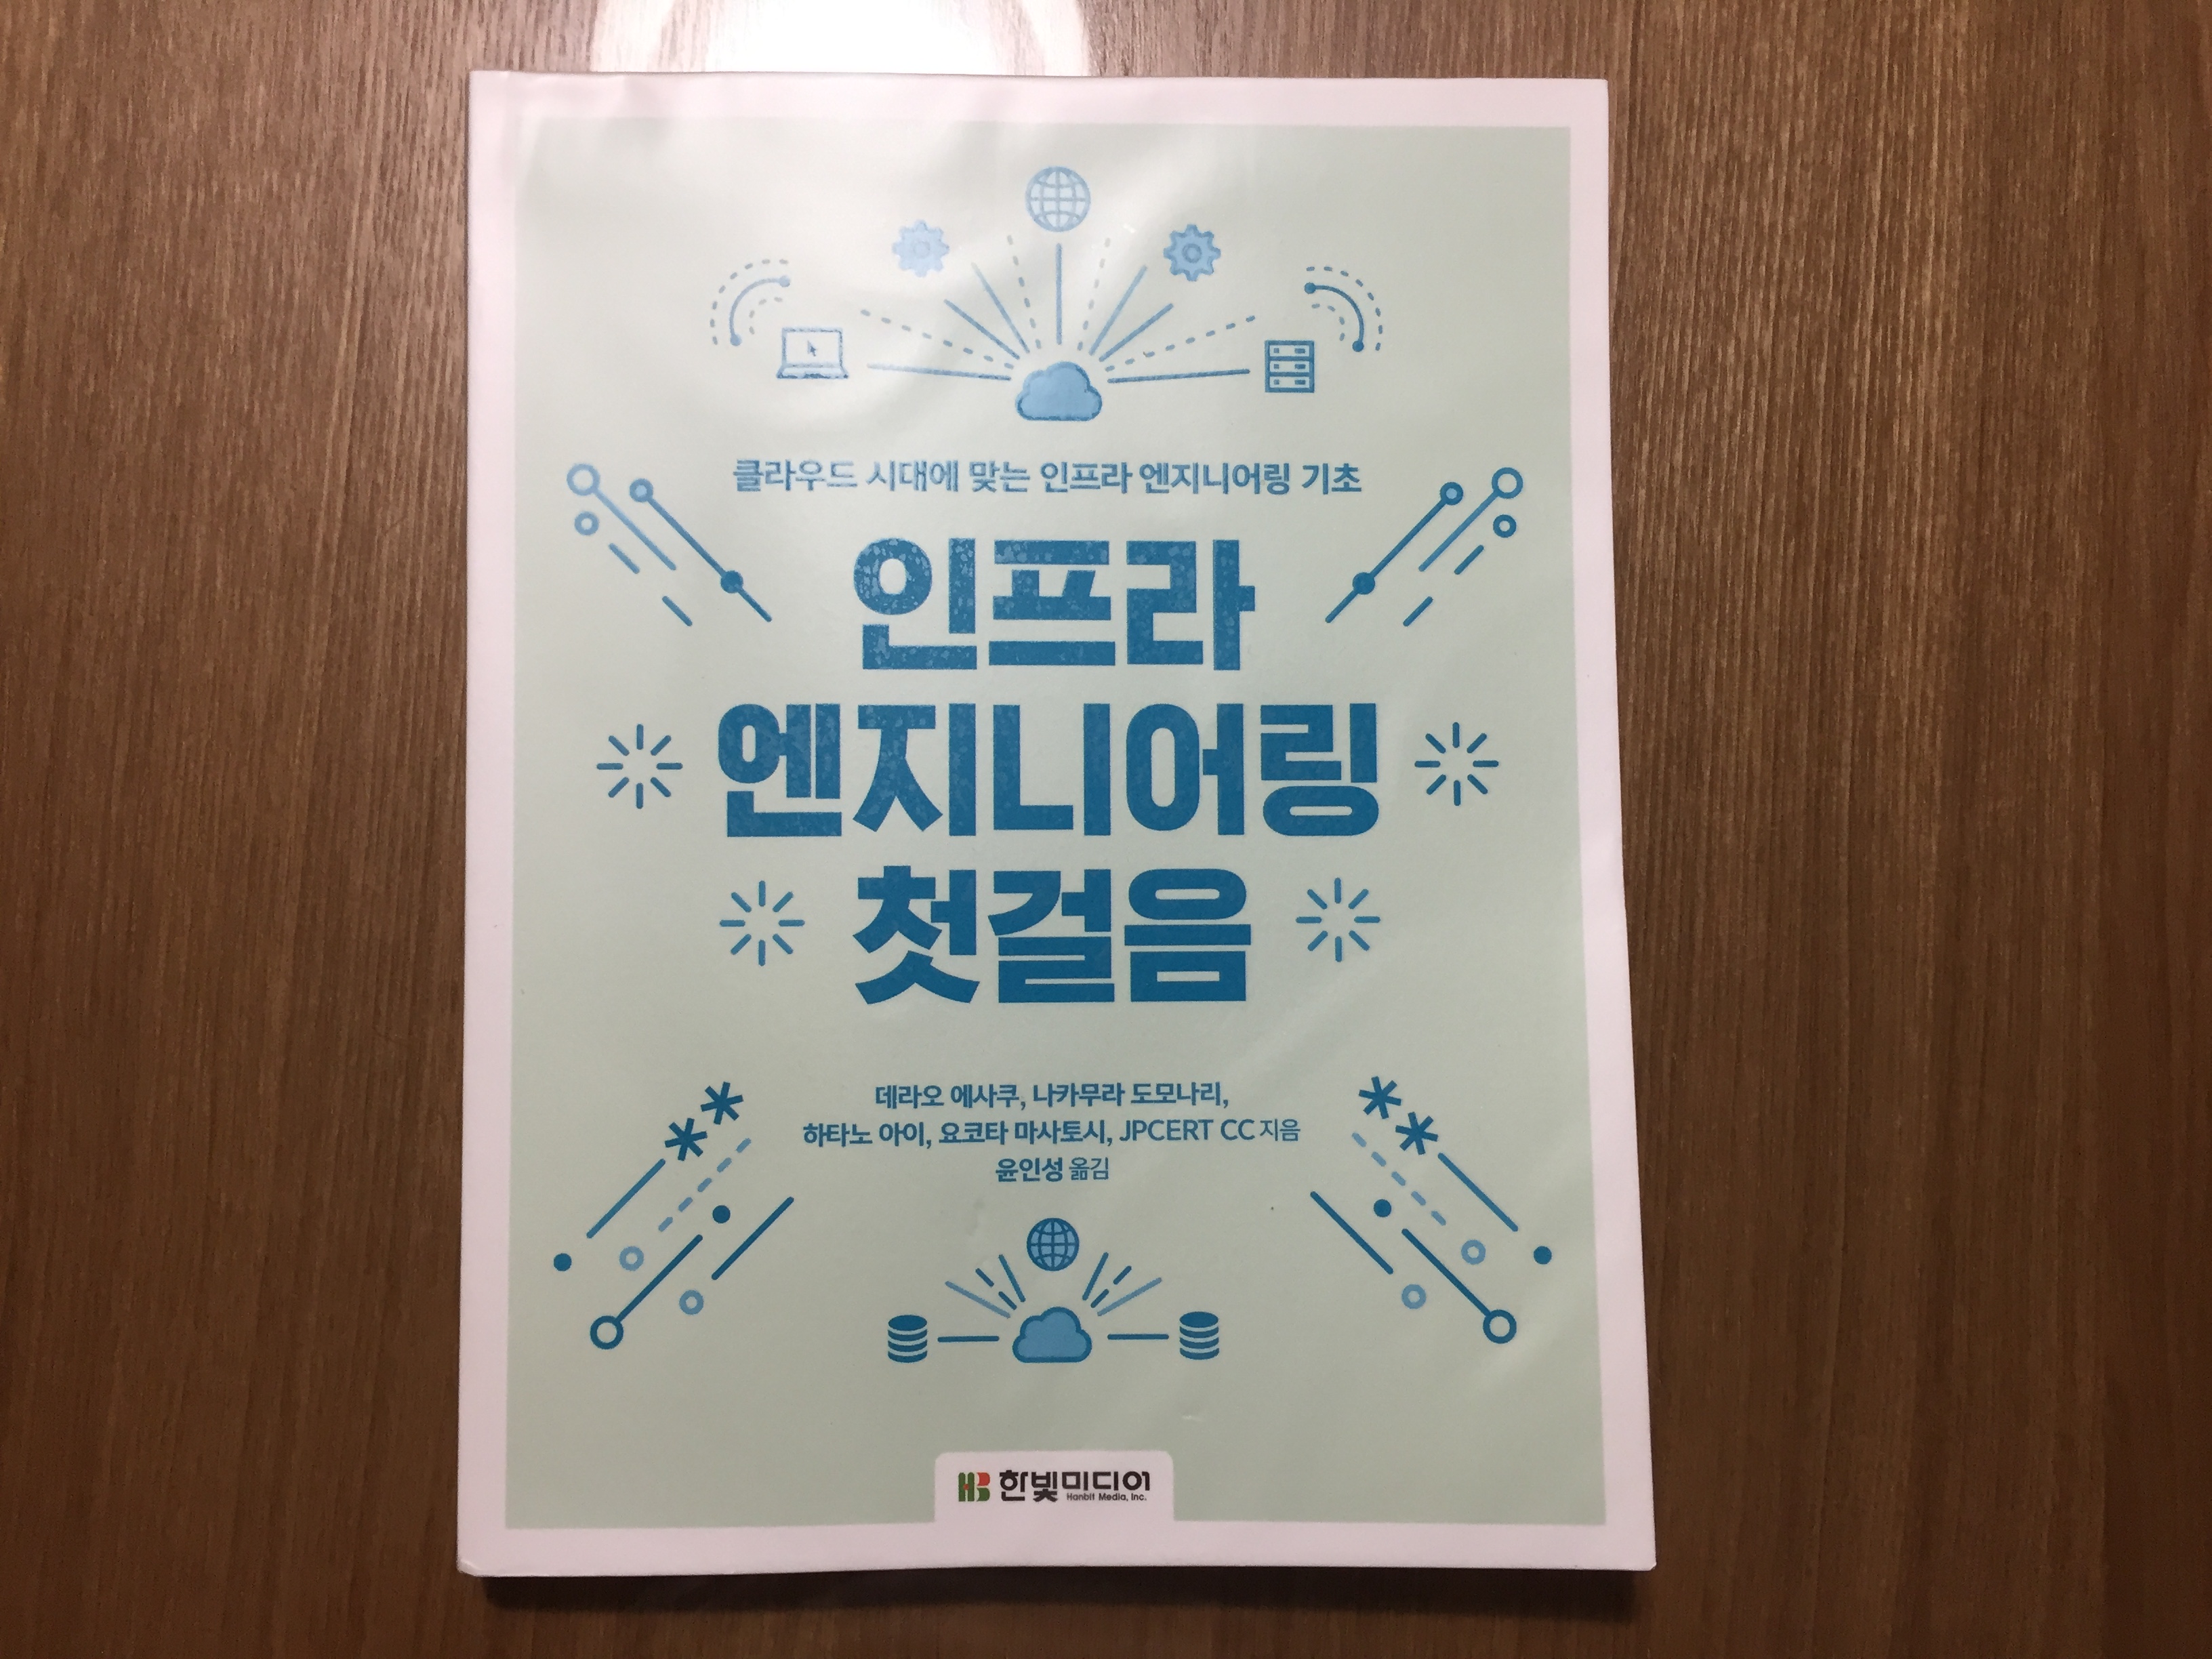 클라우드 시대에 맞는 인프라 엔지니어링 기초
인프라
엔지니어링
첫걸음
데라오 에사쿠, 나카무라 도모나리,
하타노 아이, 요코타 마사토시, JPCERT CC 지음
윤인성 옮김
HB 한빛미디어
Hanbit Media, Inc.